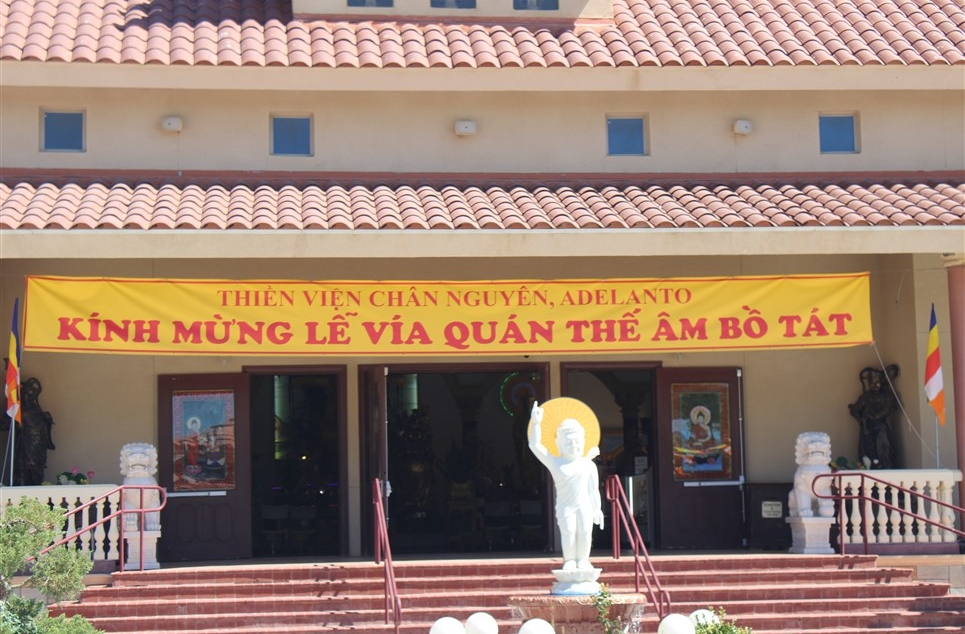 THIỀN VIỆN CHÂN NGUYÊN, ADELANTO
KÍNH MỪNG LỄ VÍA QUÁN THẾ ÂM BỒ TÁT